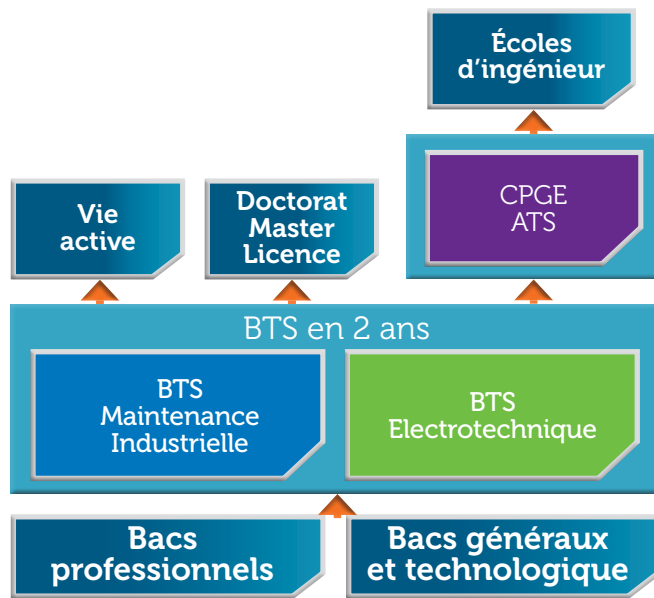 Écoles
d'ingénieur
CPGE
ATS
Vie
active
Doctorat
Master
Licence
BTS en 2 ans
BTS
Maintenance
Industrielle
BTS
Electrotechnique
Bacs
professionnels
Bacs généraux
et technologique